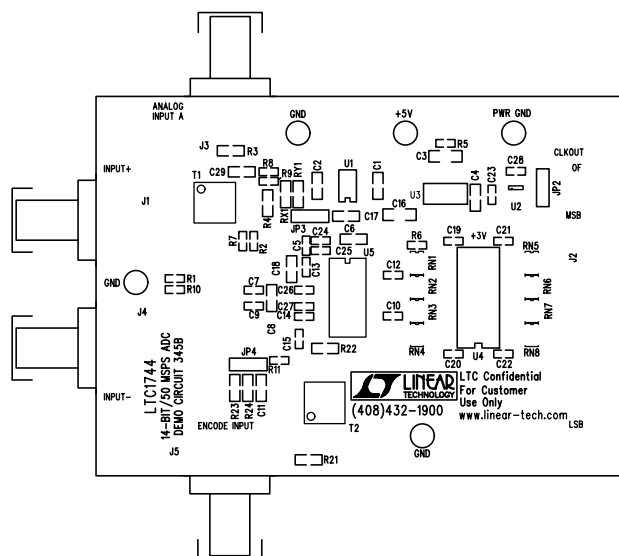 ANALOG
INPUT A
GND
+5V
PWR GND
J3
R3
R5
C3
CLKOUT
OF
INPUT+
C29
R8
R9
RY1
C2
U1
C1
C28
T1
U3
C4
C23
U2
JP2
J1
R4
RX1
JP3
C17
C16
MSB
R7
R2
C5
C24
C6
R6
C19
+3V
C21
RN5
C25
U5
J2
C18
C13
RN1
GND
R1
R10
C7
C26
C12
RN2
RN6
C9
C8
C27
C14
C10
RN3
RN7
J4
C15
R22
RN4
C20
U4
C22
RN8
JP4
R11
LTC1744
14-BIT/50 MSPS ADC
DEMO CIRCUIT 345B
INPUT-
R23
R24
C11
LINEAR
TECHNOLOGY
(408)432-1900
LTC Confidential
For Customer
Use Only
www.linear-tech.com
LSB
ENCODE INPUT
T2
GND
J5
R21